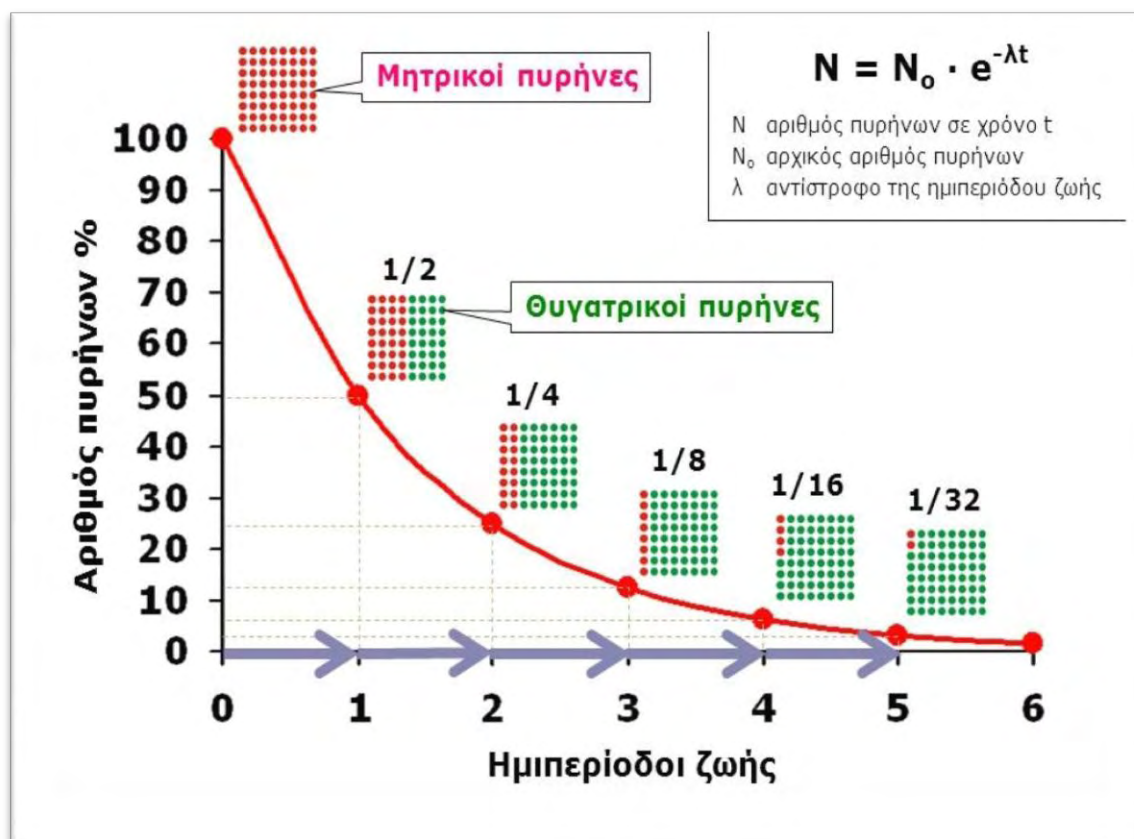 Μητρικοί πυρήνες
N = N₀ · e^-λt
N αριθμός πυρήνων σε χρόνο t
N₀ αρχικός αριθμός πυρήνων
λ αντίστροφο της ημιπεριόδου ζωής
Αριθμός πυρήνων %
100
90
80
70
60
50
40
30
20
10
0
1/2
Θυγατρικοί πυρήνες
1/4
1/8
1/16
1/32
0 1 2 3 4 5 6
Ημιπερίοδοι ζωής